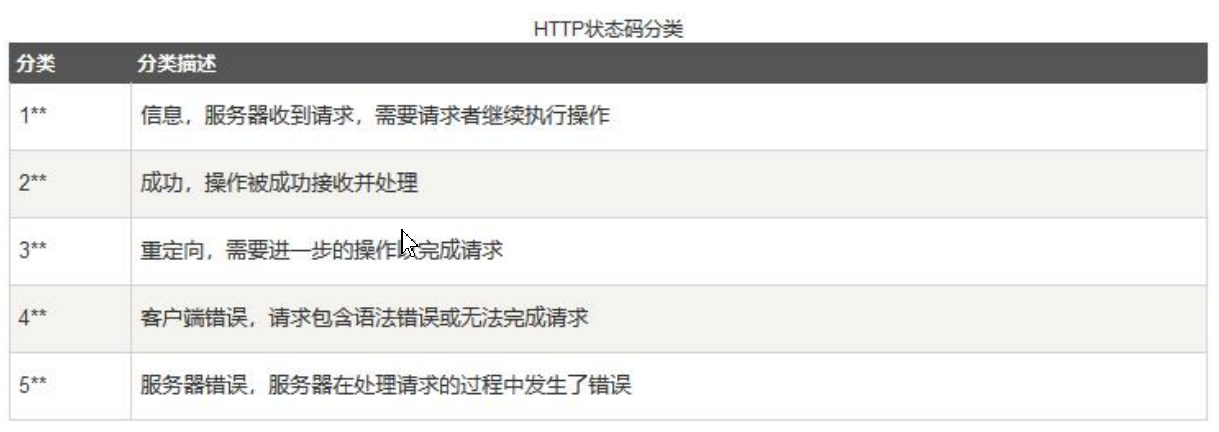 HTTP状态码分类
分类 分类描述
1** 信息，服务器收到请求，需要请求者继续执行操作
2** 成功，操作被成功接收并处理
3** 重定向，需要进一步的操作以完成请求
4** 客户端错误，请求包含语法错误或无法完成请求
5** 服务器错误，服务器在处理请求的过程中发生了错误